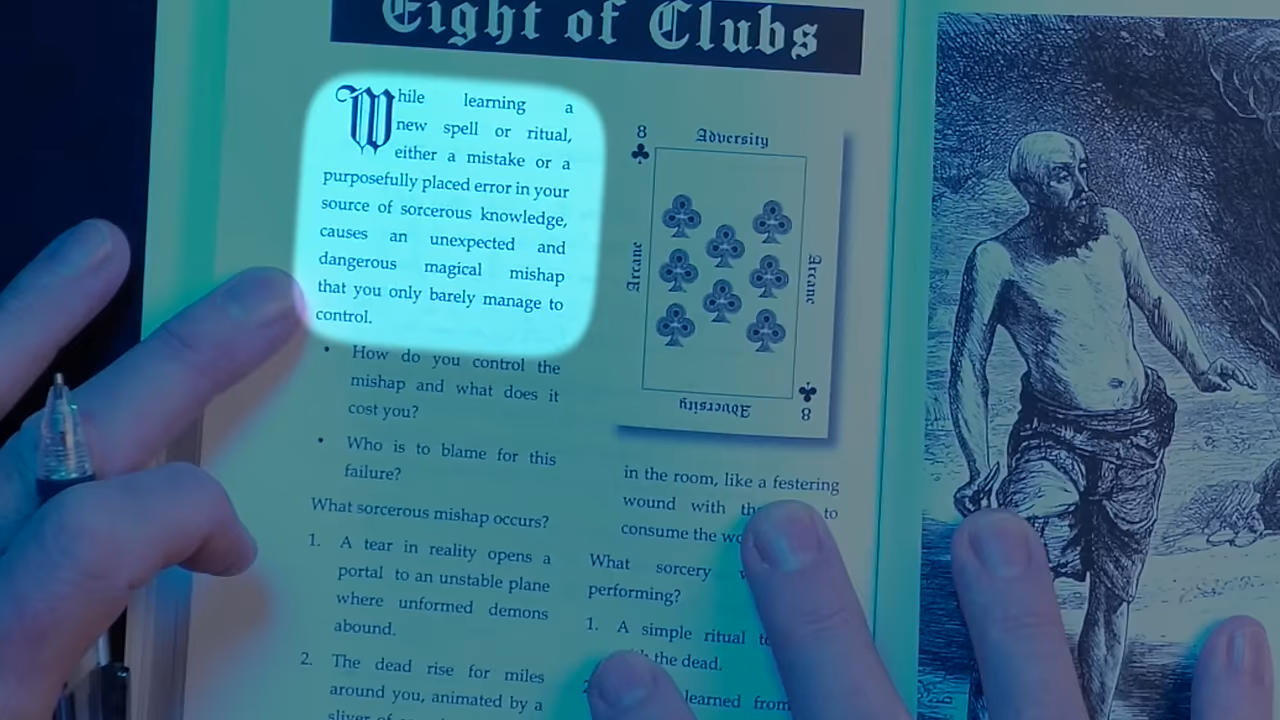 Eight of Clubs
While learning a
new spell or ritual,
either a mistake or a
purposefully placed error in your
source of sorcerous knowledge,
causes an unexpected and
dangerous magical mishap
that you only barely manage to
control.
• How do you control the
mishap and what does it
cost you?
• Who is to blame for this
failure?
What sorcerous mishap occurs?
1. A tear in reality opens a
portal to an unstable plane
where unformed demons
abound.
2. The dead rise for miles
around you, animated by a
sliver of
8
Adversity
Arcane
Arcane
Adversity
8
in the room, like a festering
wound with to
consume the
What sorcery
performing?
1. A simple ritual
the dead.
learned from